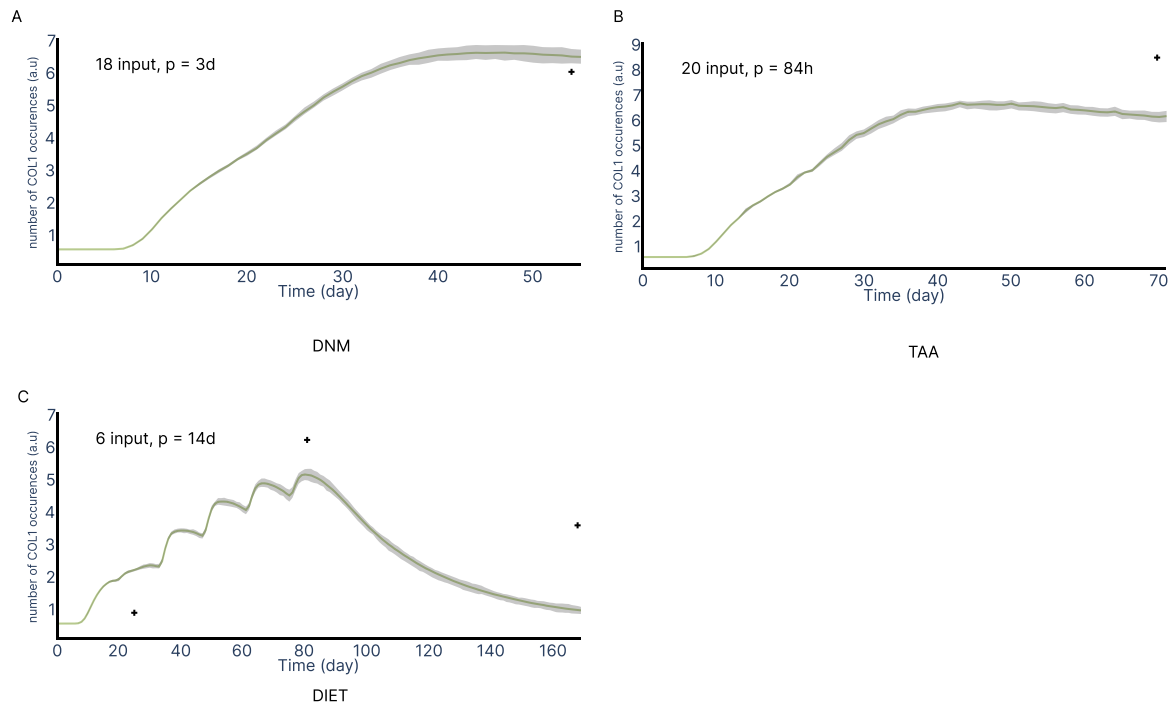 A
7
6
5
4
3
2
1
number of COL1 occurences (a.u)
18 input, p = 3d
0 10 20 30 40 50
Time (day)
DNM
B
9
8
7
6
5
4
3
2
1
number of COL1 occurences (a.u)
20 input, p = 84h
0 10 20 30 40 50 60 70
Time (day)
TAA
C
7
6
5
4
3
2
1
number of COL1 occurences (a.u)
6 input, p = 14d
0 20 40 60 80 100 120 140 160
Time (day)
DIET